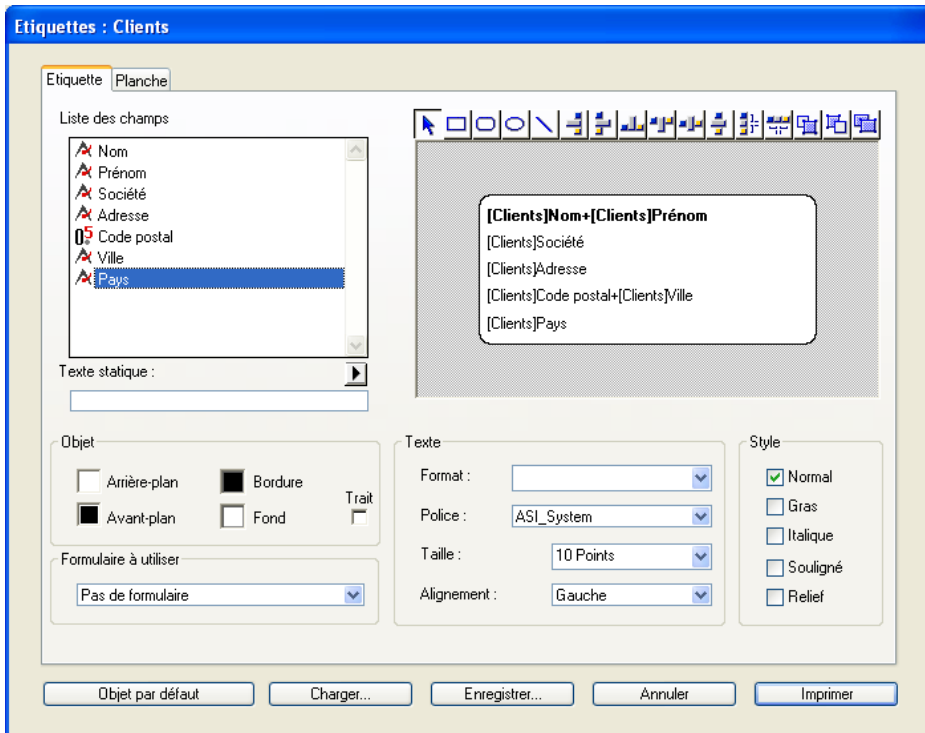 Etiquettes : Clients
Etiquette
Planche
Liste des champs
Nom
Prénom
Société
Adresse
05 Code postal
Ville
Pays
Texte statique :
[Clients]Nom+[Clients]Prénom
[Clients]Société
[Clients]Adresse
[Clients]Code postal+[Clients]Ville
[Clients]Pays
Objet
Arrière-plan
Bordure
Avant-plan
Fond
Trait
Formulaire à utiliser
Pas de formulaire
Texte
Format :
Police :
ASI_System
Taille :
10 Points
Alignement :
Gauche
Style
Normal
Gras
Italique
Souligné
Relief
Objet par défaut
Charger...
Enregistrer...
Annuler
Imprimer